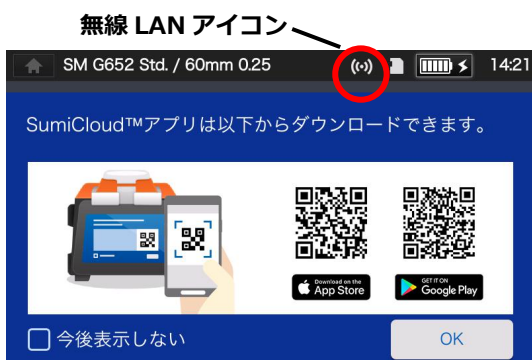 無線 LAN アイコン
SM G652 Std. / 60mm 0.25 14:21
SumiCloud™アプリは以下からダウンロードできます。
Download on the
App Store
GET IT ON
Google Play
今後表示しない
OK